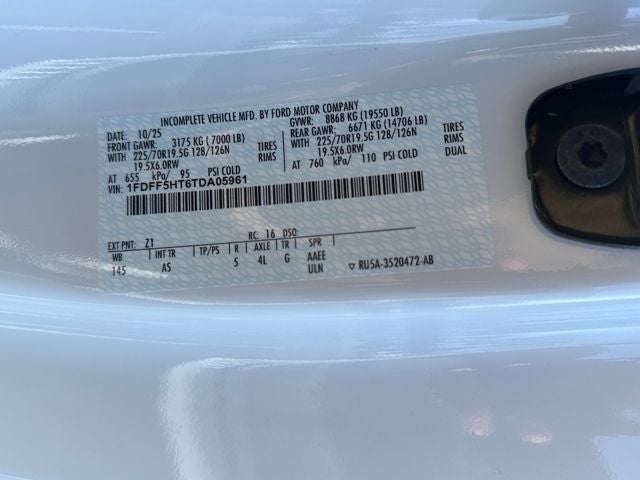 INCOMPLETE VEHICLE MFD. BY FORD MOTOR COMPANY
DATE: 10/25 GVWR: 8868 KG (19550 LB)
FRONT GAWR: 3175 KG (7000 LB) REAR GAWR: 6671 KG (14706 LB)
WITH 225/70R19.5G 128/126N TIRES WITH 225/70R19.5G 128/126N TIRES
19.5X6.0RW RIMS 19.5X6.0RW RIMS
AT 655 kPa/ 95 PSI COLD AT 760 kPa/ 110 PSI COLD DUAL
VIN: 1FDFF5HT6TDA05961
EXT PNT: Z1 RC: 16 DSO:
WB INT TR TP/PS R AXLE TR SPR
145 AS S 4L G AAEE
ULN RU5A-3520472-AB